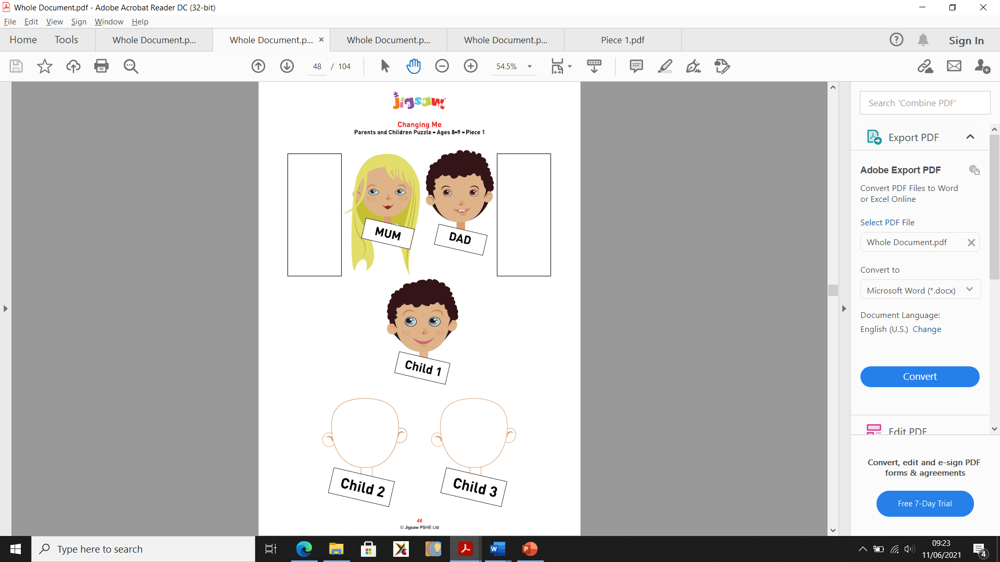 Whole Document.pdf - Adobe Acrobat Reader DC (32-bit)
File Edit View Sign Window Help
Home Tools Whole Document.p... Whole Document.p... × Whole Document.p... Whole Document.p... Piece 1.pdf Sign In
48 / 104 54.5%
Jigsaw
Changing Me
Parents and Children Puzzle - Ages 8-9 - Piece 1
MUM
DAD
Child 1
Child 2
Child 3
48
© Jigsaw PSHE Ltd
Search 'Combine PDF'
Export PDF
Adobe Export PDF
Convert PDF Files to Word
or Excel Online
Select PDF File
Whole Document.pdf
Convert to
Microsoft Word (*.docx)
Document Language:
English (U.S.) Change
Convert
Edit PDF
Convert, edit and e-sign PDF
forms & agreements
Free 7-Day Trial
Type here to search
09:23
11/06/2021
4